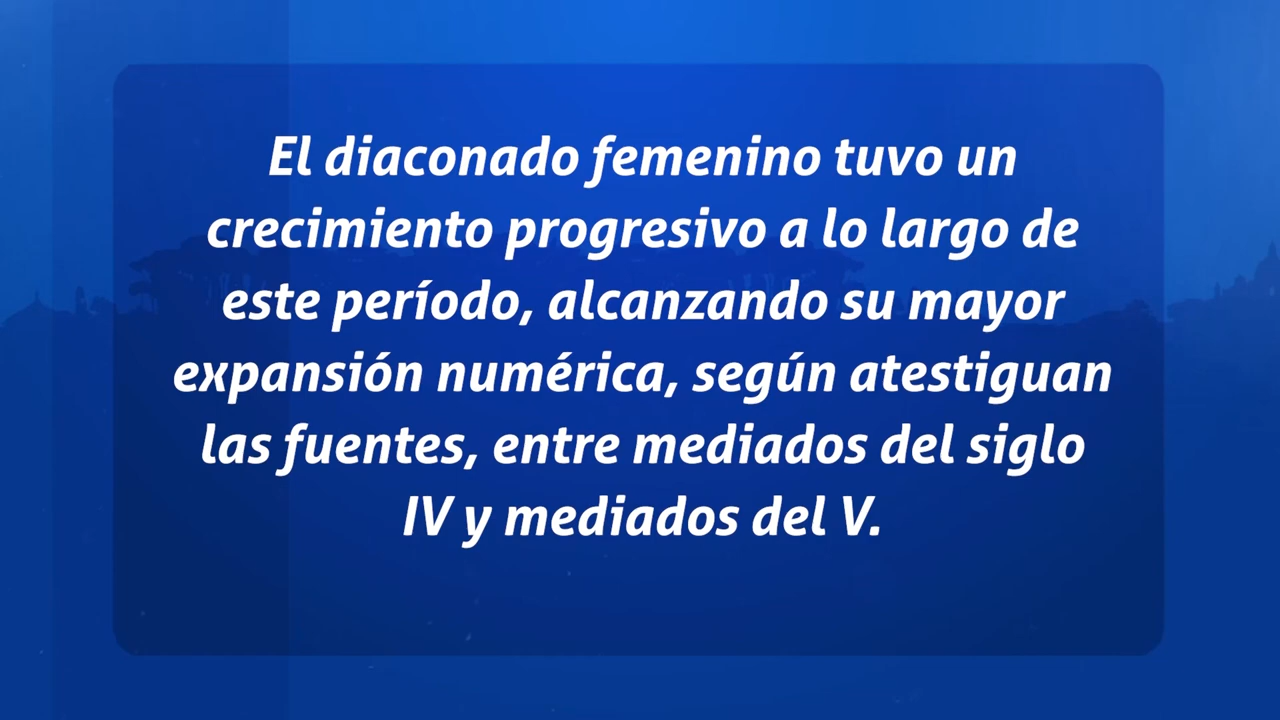 El diaconado femenino tuvo un
crecimiento progresivo a lo largo de
este período, alcanzando su mayor
expansión numérica, según atestiguan
las fuentes, entre mediados del siglo
IV y mediados del V.